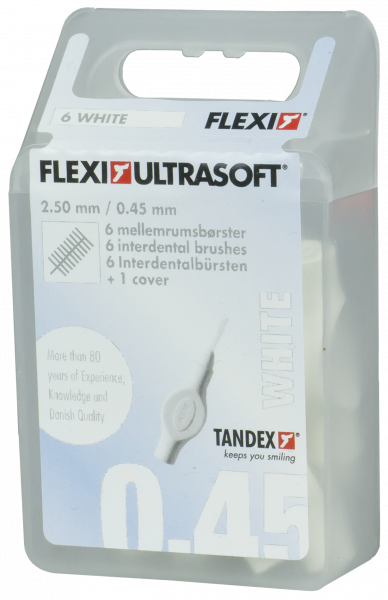 6 WHITE
FLEXI®
FLEXI ULTRASOFT®
2.50 mm / 0.45 mm
6 mellemrumsbørster
6 interdental brushes
6 Interdentalbürsten
+ 1 cover
WHITE
More than 80
years of Experience,
Knowledge and
Danish Quality
TANDEX®
keeps you smiling
0.45